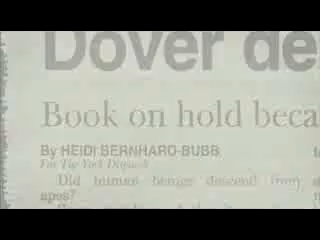 Dover de
Book on hold beca
By HEIDI BERNHARD-BUBB
For The York Dispatch
Did human beings descend from
apes?